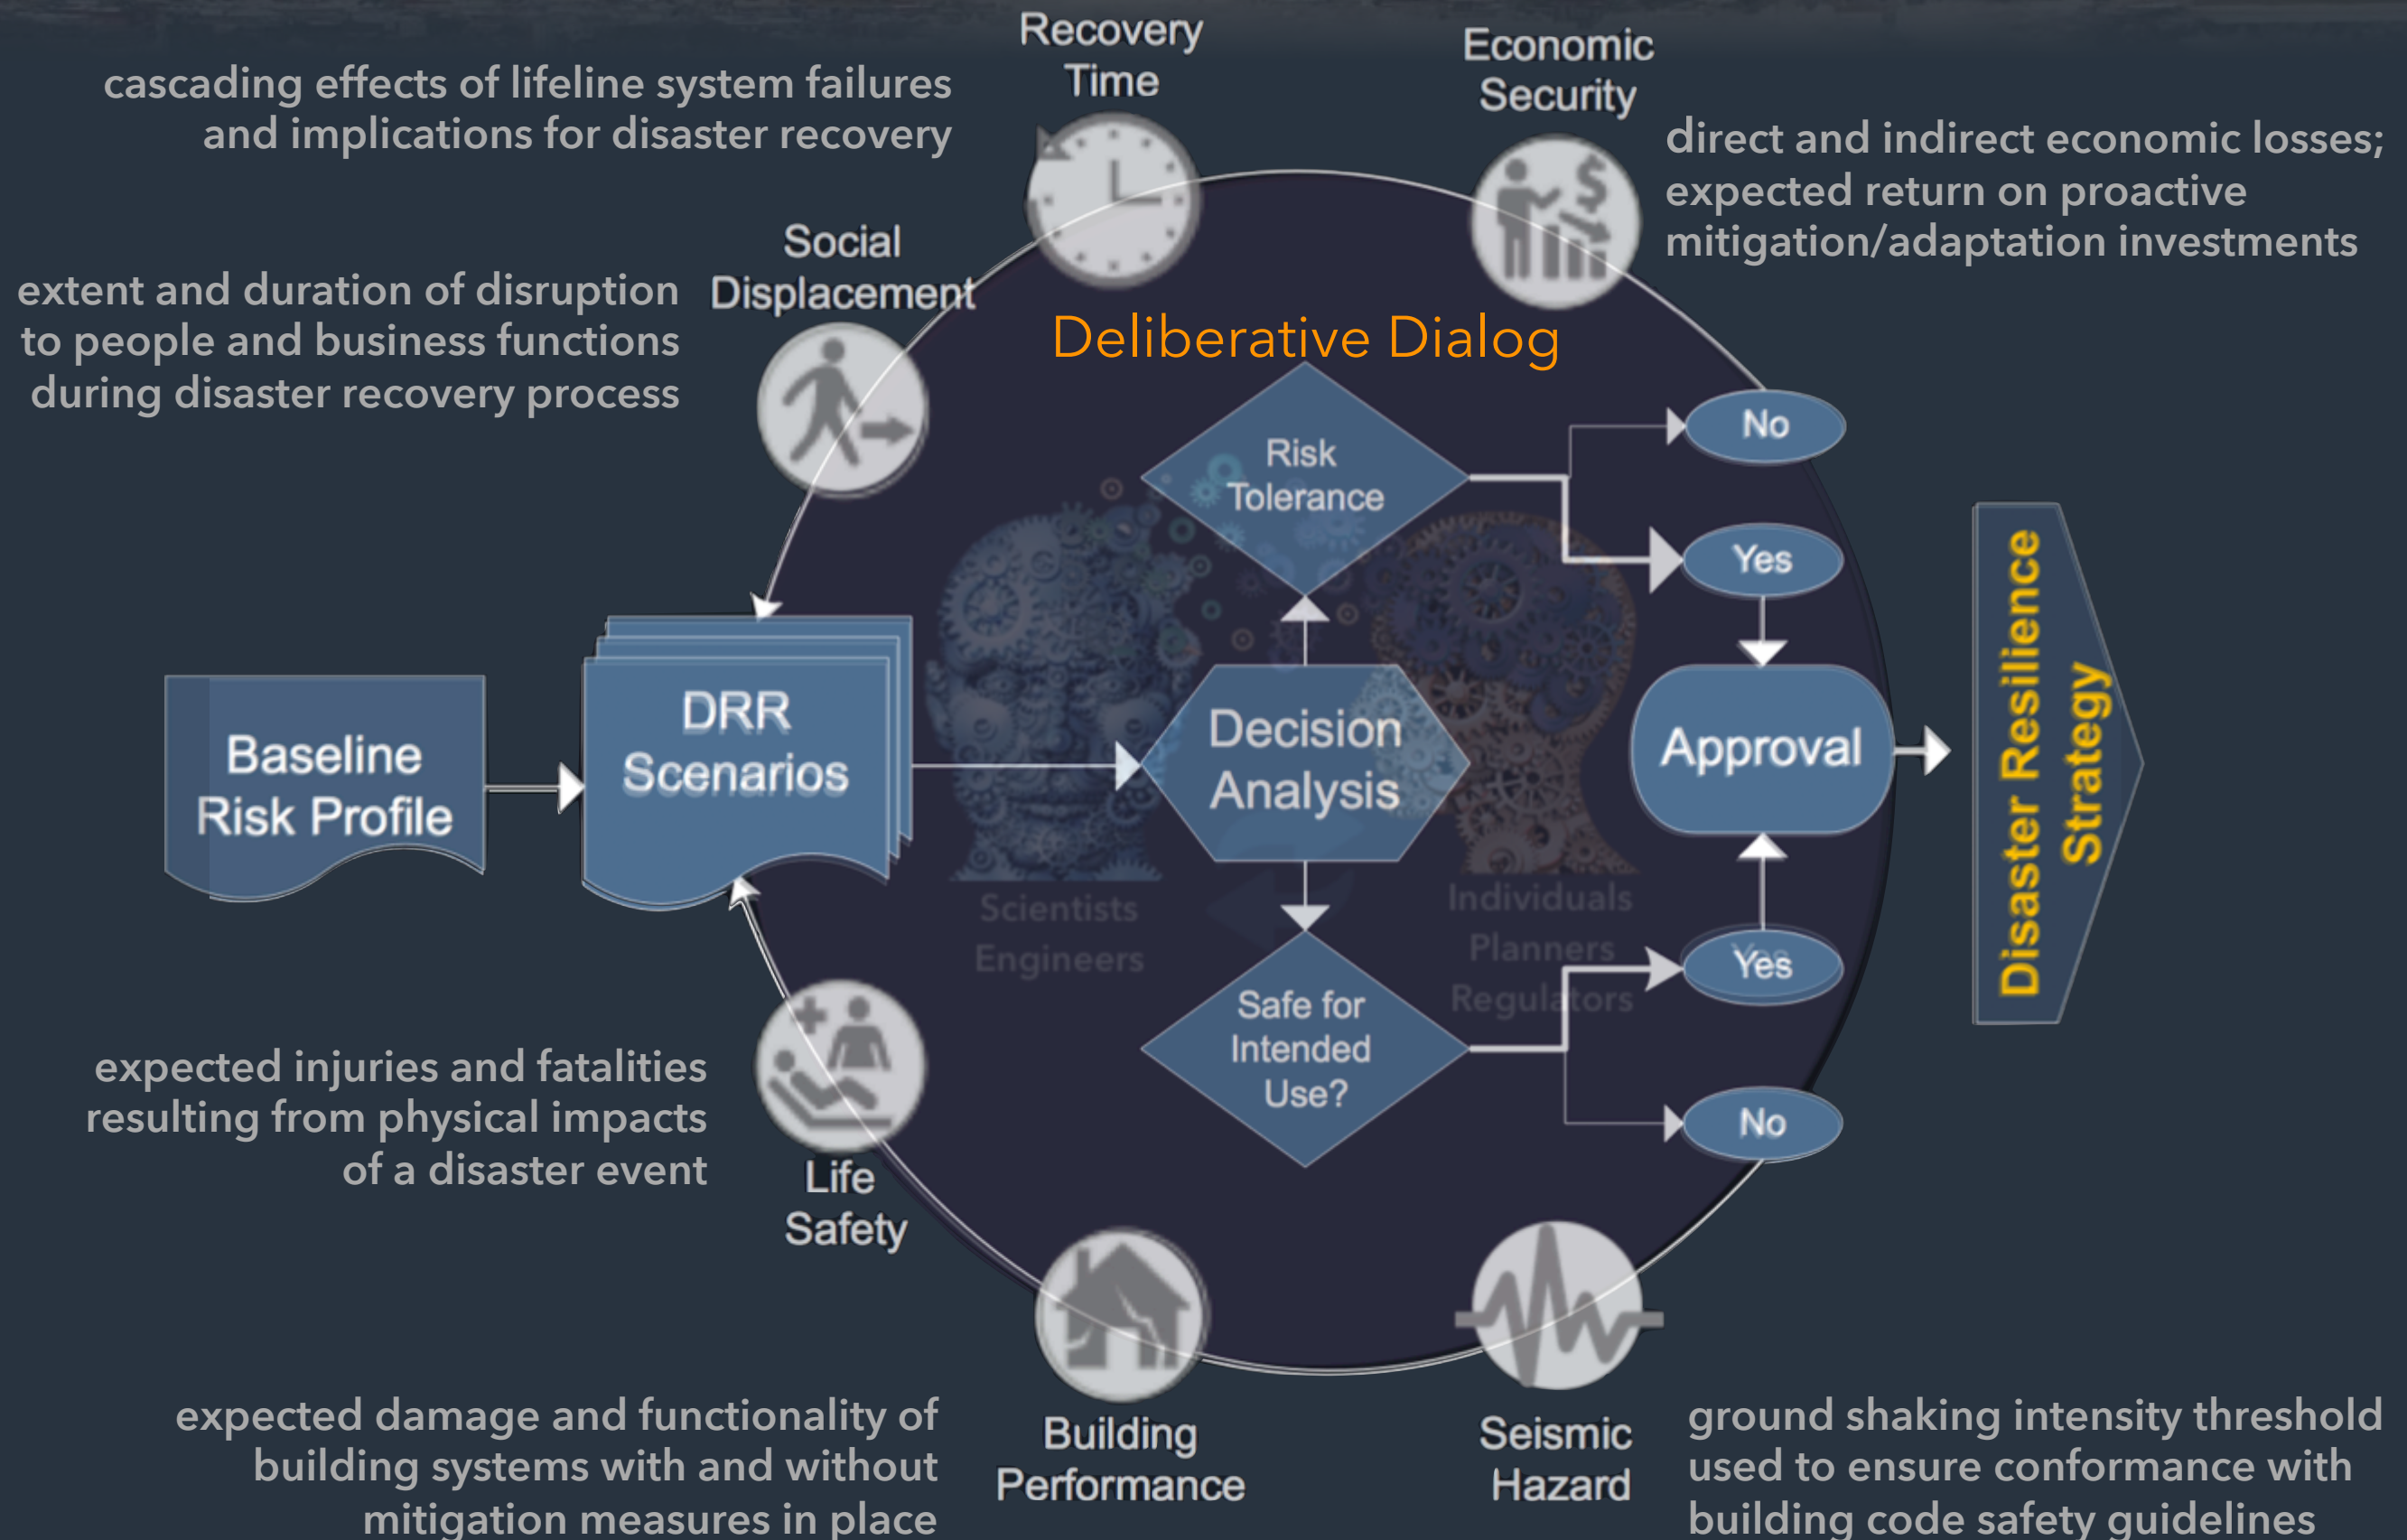 Recovery
Time
Economic
Security
cascading effects of lifeline system failures
and implications for disaster recovery
direct and indirect economic losses;
expected return on proactive
mitigation/adaptation investments
Social
Displacement
extent and duration of disruption
to people and business functions
during disaster recovery process
Deliberative Dialog
Risk
Tolerance
No
Yes
Baseline
Risk Profile
DRR
Scenarios
Decision
Analysis
Approval
Disaster Resilience
Strategy
Scientists
Engineers
Individuals
Planners
Regulators
Safe for
Intended
Use?
Yes
No
expected injuries and fatalities
resulting from physical impacts
of a disaster event
Life
Safety
expected damage and functionality of
building systems with and without
mitigation measures in place
Building
Performance
Seismic
Hazard
ground shaking intensity threshold
used to ensure conformance with
building code safety guidelines